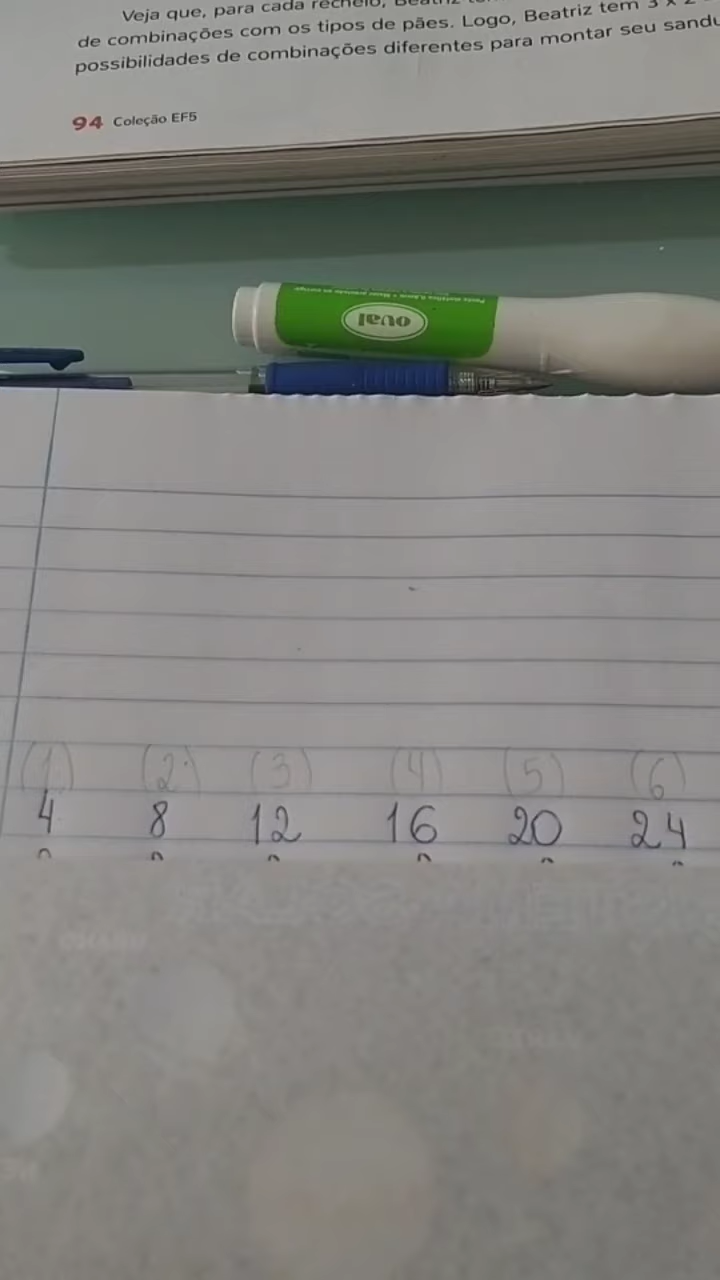 Veja que, para cada recheio,
de combinações com os tipos de pães. Logo, Beatriz tem 3 x 2
possibilidades de combinações diferentes para montar seu
94 Coleção EF5
oval
(1) (2) (3) (4) (5) (6)
4 8 12 16 20 24